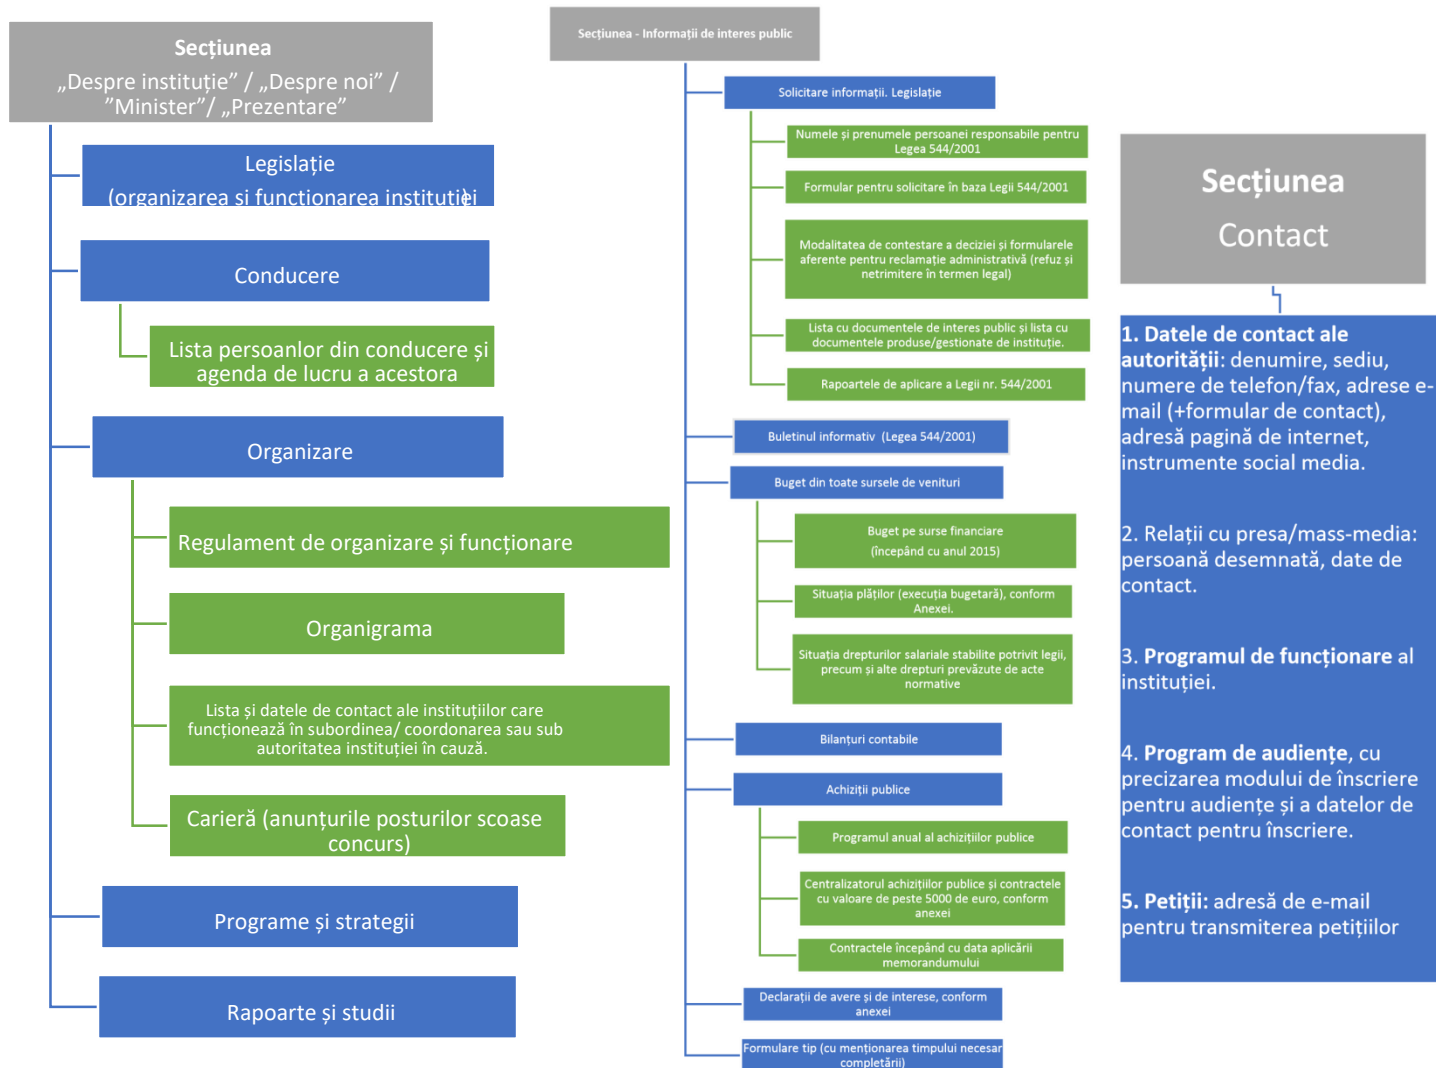 Secțiunea
„Despre instituție” / „Despre noi” /
”Minister”/ „Prezentare”
Legislație
(organizarea si functionarea institutiei)
Conducere
Lista persoanlor din conducere și
agenda de lucru a acestora
Organizare
Regulament de organizare și funcționare
Organigrama
Lista și datele de contact ale instituțiilor care
funcționează în subordinea/ coordonarea sau sub
autoritatea instituției în cauză.
Carieră (anunțurile posturilor scoase
concurs)
Programe și strategii
Rapoarte și studii
Secțiunea - Informații de interes public
Solicitare informații. Legislație
Numele și prenumele persoanei responsabile pentru
Legea 544/2001
Formular pentru solicitare în baza Legii 544/2001
Modalitatea de contestare a deciziei și formularele
aferente pentru reclamație administrativă (refuz și
netrimitere în termen legal)
Lista cu documentele de interes public și lista cu
documentele produse/gestionate de instituție.
Rapoartele de aplicare a Legii nr. 544/2001
Buletinul informativ (Legea 544/2001)
Buget din toate sursele de venituri
Buget pe surse financiare
(începând cu anul 2015)
Situația plăților (execuția bugetară), conform
Anexei.
Situația drepturilor salariale stabilite potrivit legii,
precum și alte drepturi prevăzute de acte
normative
Bilanțuri contabile
Achiziții publice
Programul anual al achizițiilor publice
Centralizatorul achizițiilor publice și contractele
cu valoare de peste 5000 de euro, conform
anexei
Contractele începând cu data aplicării
memorandumului
Declarații de avere și de interese, conform
anexei
Formulare tip (cu menționarea timpului necesar
completării)
Secțiunea
Contact
1. Datele de contact ale
autorității: denumire, sediu,
numere de telefon/fax, adrese e-
mail (+formular de contact),
adresă pagină de internet,
instrumente social media.
2. Relații cu presa/mass-media:
persoană desemnată, date de
contact.
3. Programul de funcționare al
instituției.
4. Program de audiențe, cu
precizarea modului de înscriere
pentru audiențe și a datelor de
contact pentru înscriere.
5. Petiții: adresă de e-mail
pentru transmiterea petițiilor